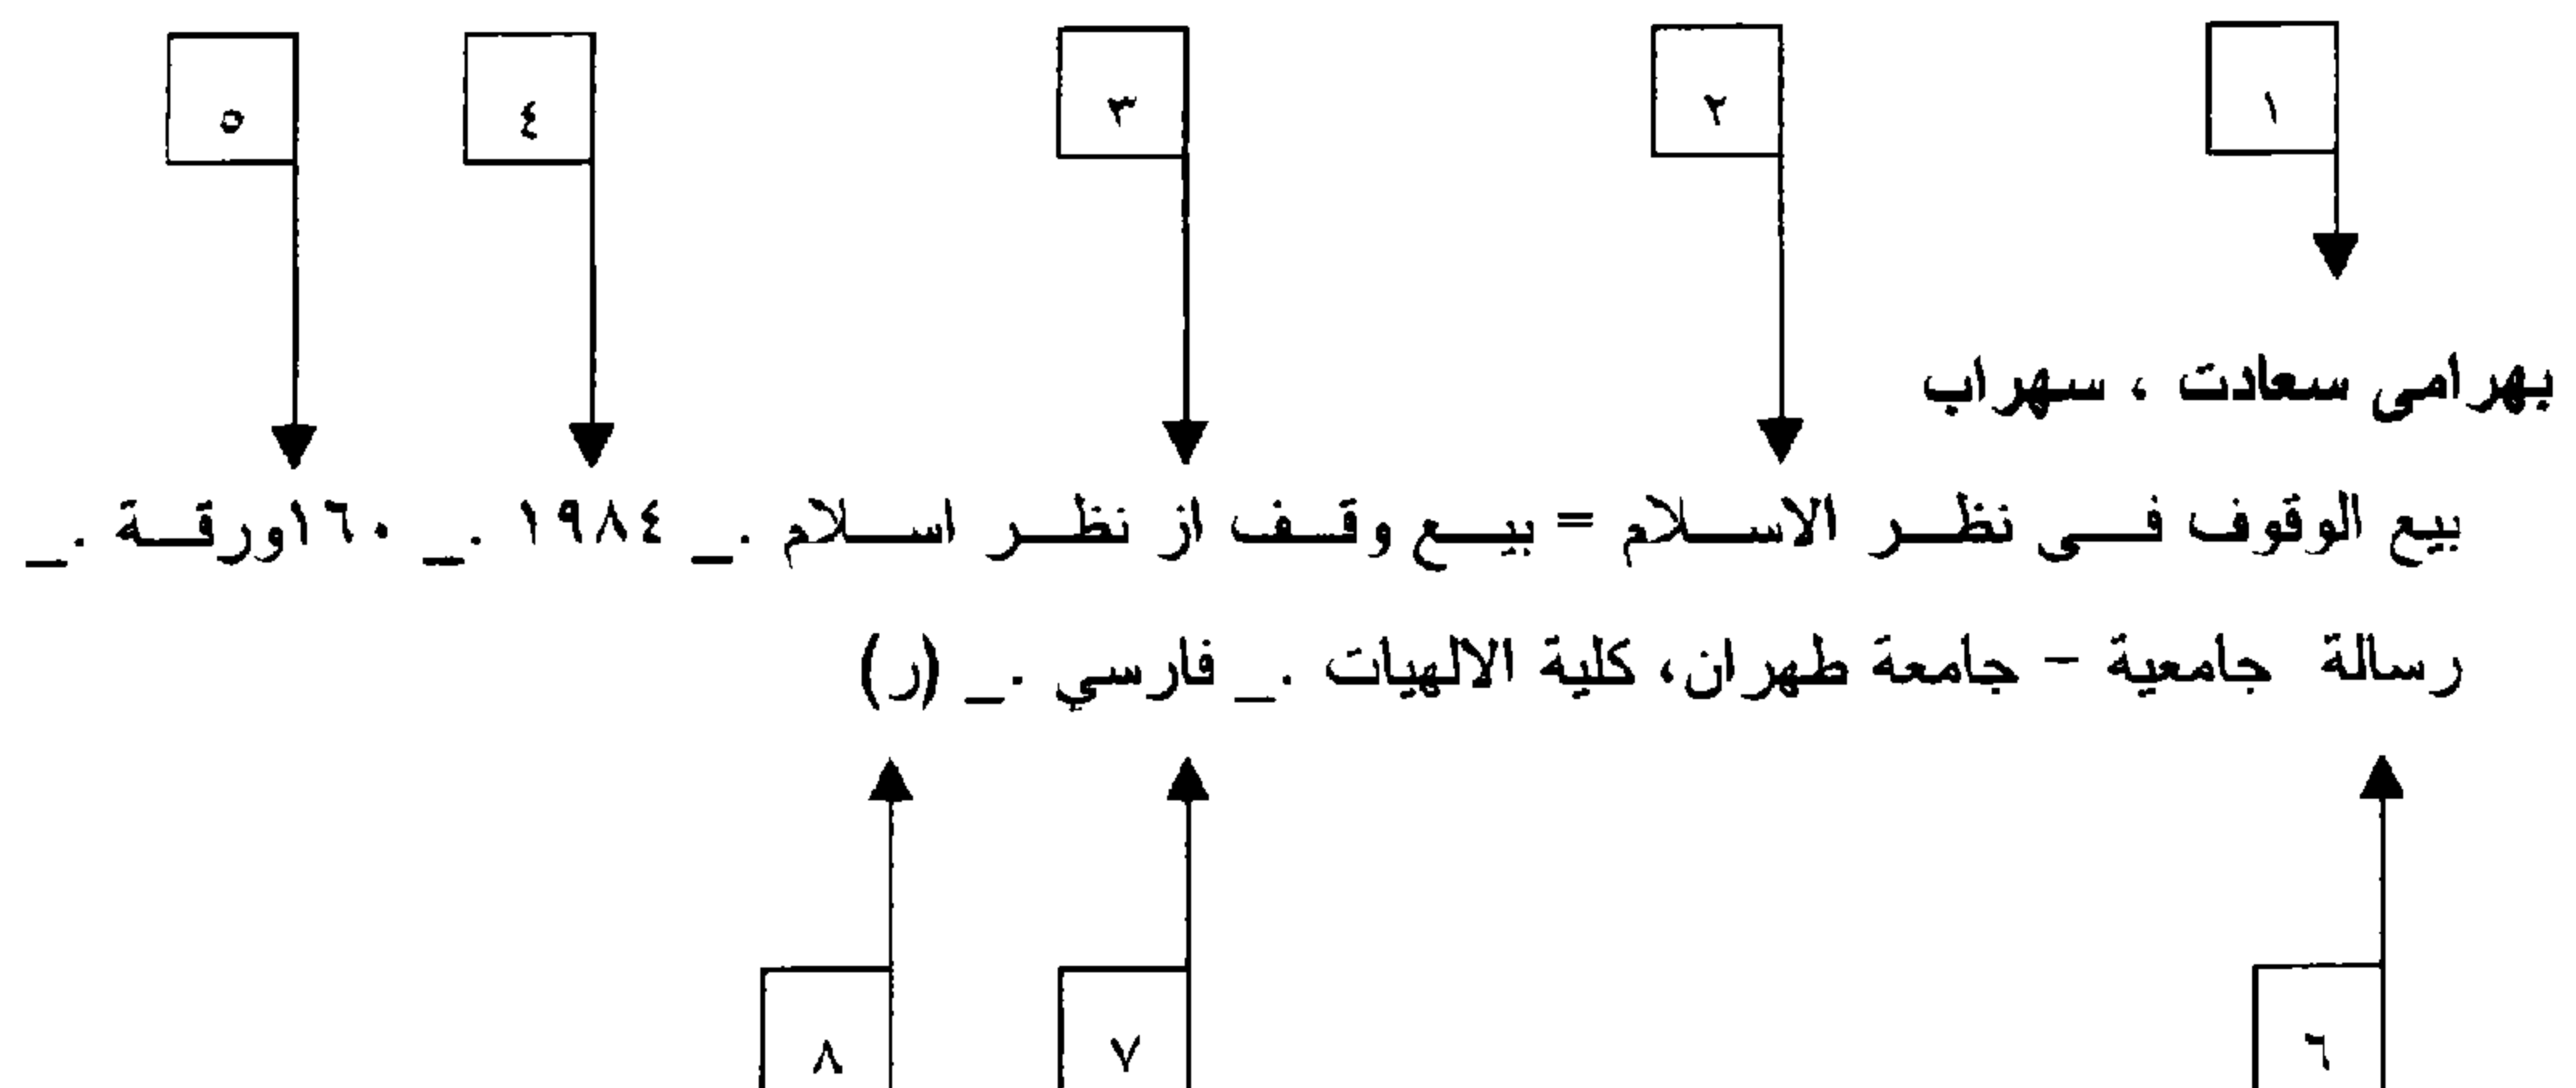 ١ ٢ ٣ ٤ ٥
بهرامى سعادت ، سهراب
بيع الوقوف فى نظر الاسلام = بيع وقف از نظر اسلام ._ ١٩٨٤ ._ ١٦٠ورقة ._
رسالة جامعية - جامعة طهران، كلية الالهيات ._ فارسي ._ (ر)
٦ ٧ ٨